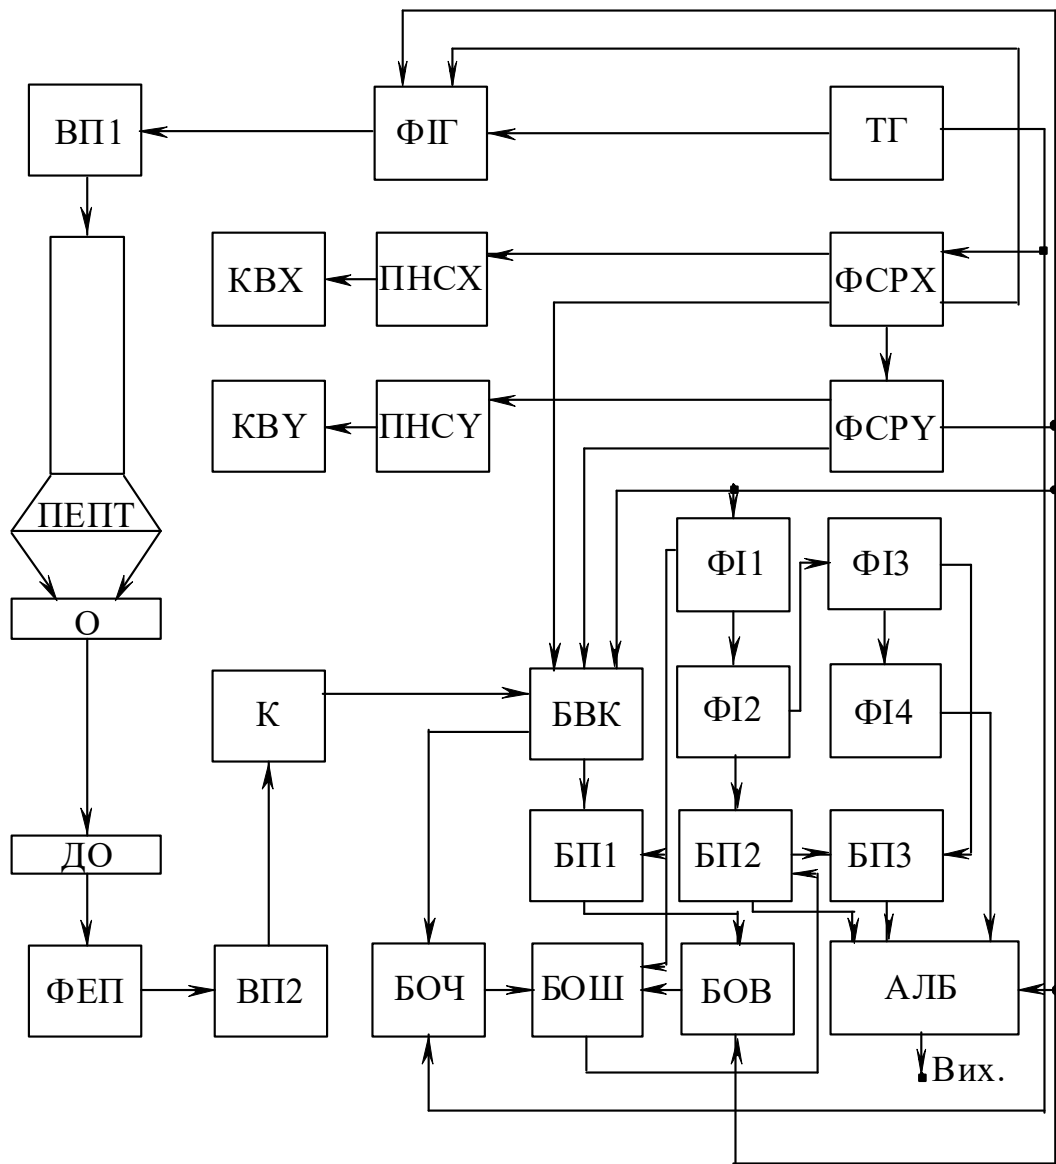 ВП1
ФІГ
ТГ
КВХ
ПНСХ
ФСРХ
КВY
ПНСY
ФСРY
ПЕПТ
ФІ1
ФІ3
О
К
БВК
ФІ2
ФІ4
ДО
БП1
БП2
БП3
ФЕП
ВП2
БОЧ
БОШ
БОВ
АЛБ
Вих.